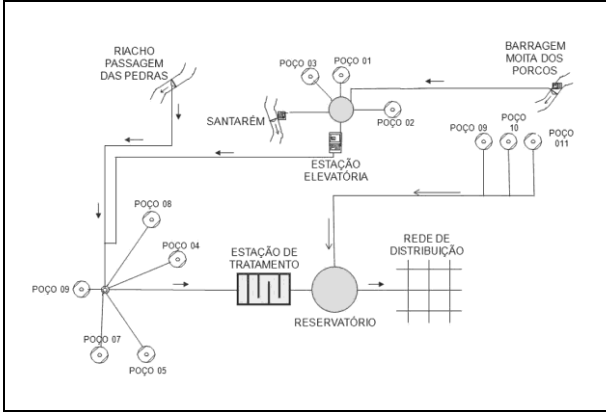 RIACHO
PASSAGEM
DAS PEDRAS
POÇO 03
POÇO 01
BARRAGEM
MOITA DOS
PORCOS
SANTARÉM
POÇO 02
POÇO 09
POÇO
10
POÇO
011
ESTAÇÃO
ELEVATÓRIA
POÇO 08
POÇO 04
ESTAÇÃO DE
TRATAMENTO
REDE DE
DISTRIBUIÇÃO
POÇO 09
RESERVATÓRIO
POÇO 07
POÇO 05